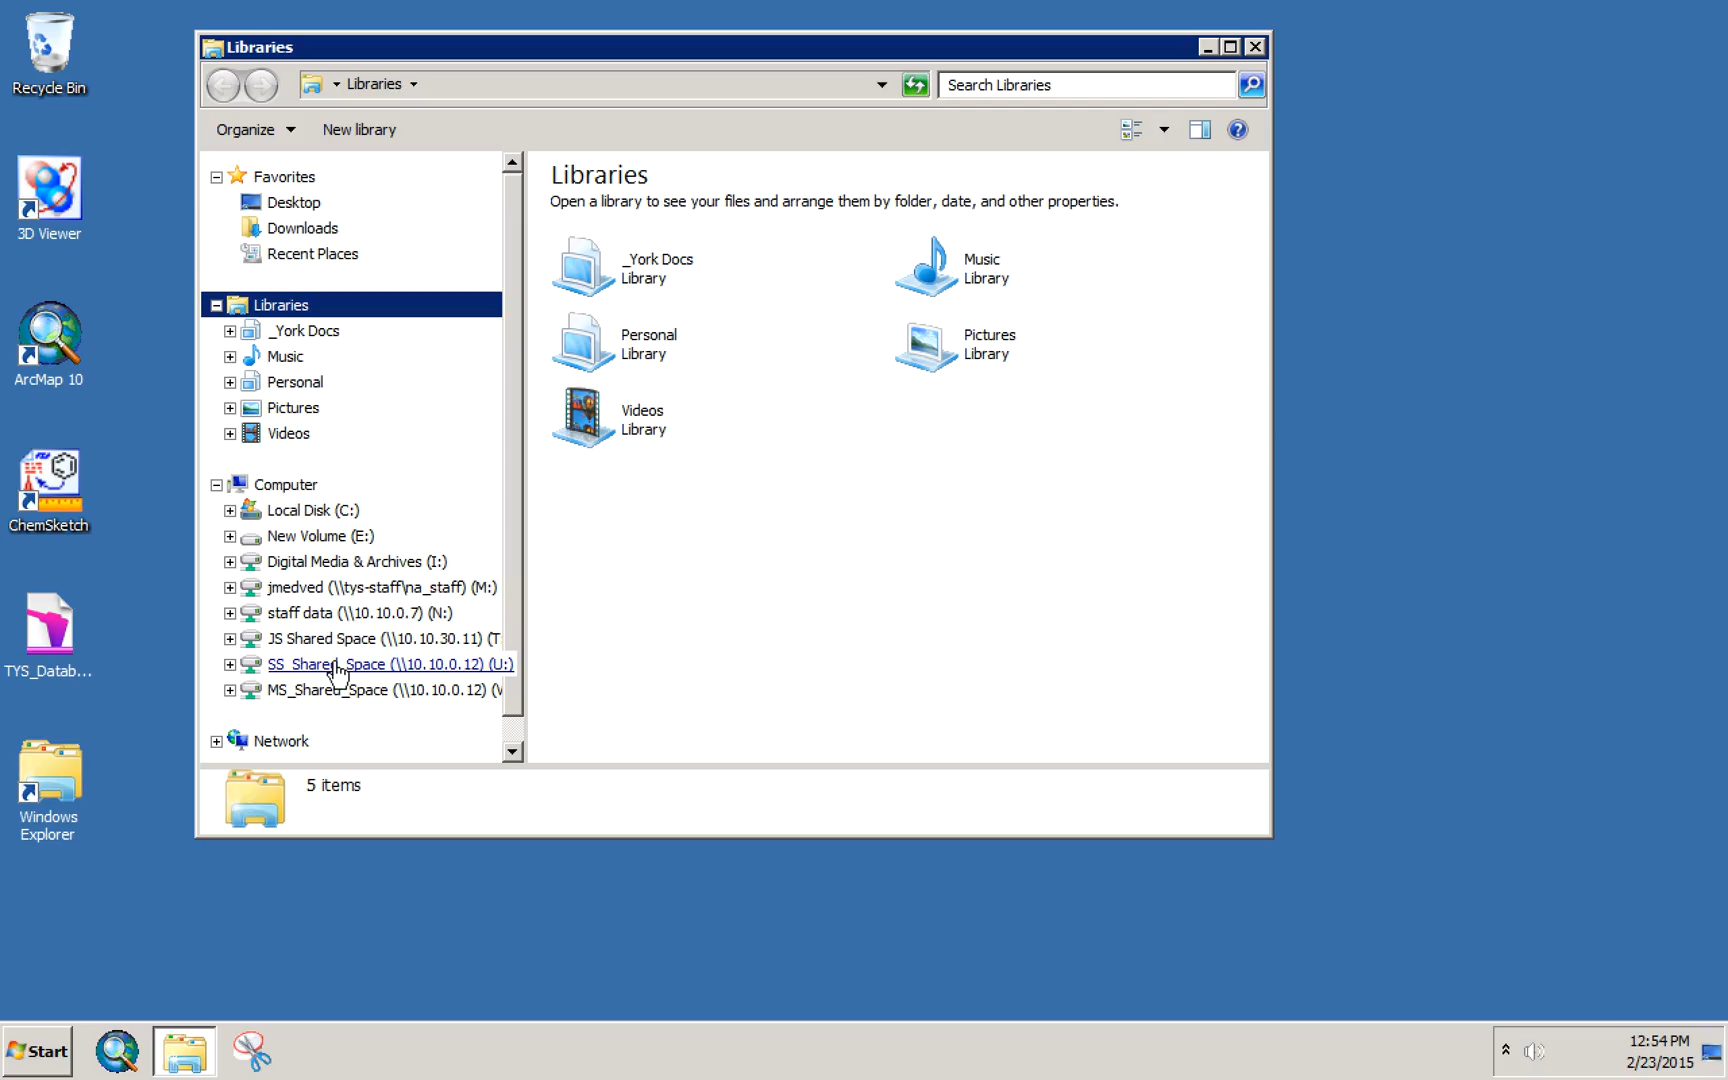 Recycle Bin
3D Viewer
ArcMap 10
ChemSketch
TYS_Datab...
Windows
Explorer
Libraries
Libraries
Search Libraries
Organize
New library
Favorites
Desktop
Downloads
Recent Places
Libraries
_York Docs
Music
Personal
Pictures
Videos
Computer
Local Disk (C:)
New Volume (E:)
Digital Media & Archives (I:)
jmedved (\\tys-staff\na_staff) (M:)
staff data (\\10.10.0.7) (N:)
JS Shared Space (\\10.10.30.11) (T:
SS_Shared_Space (\\10.10.0.12) (U:)
MS_Shared_Space (\\10.10.0.12) (V
Network
Libraries
Open a library to see your files and arrange them by folder, date, and other properties.
_York Docs
Library
Music
Library
Personal
Library
Pictures
Library
Videos
Library
5 items
Start
12:54 PM
2/23/2015